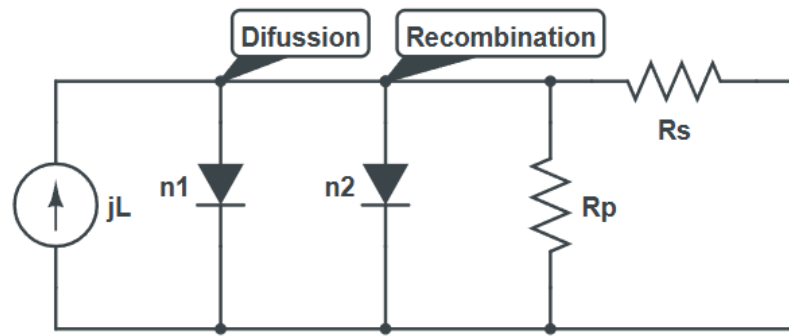 Difussion
Recombination
Rs
n1
n2
jL
Rp